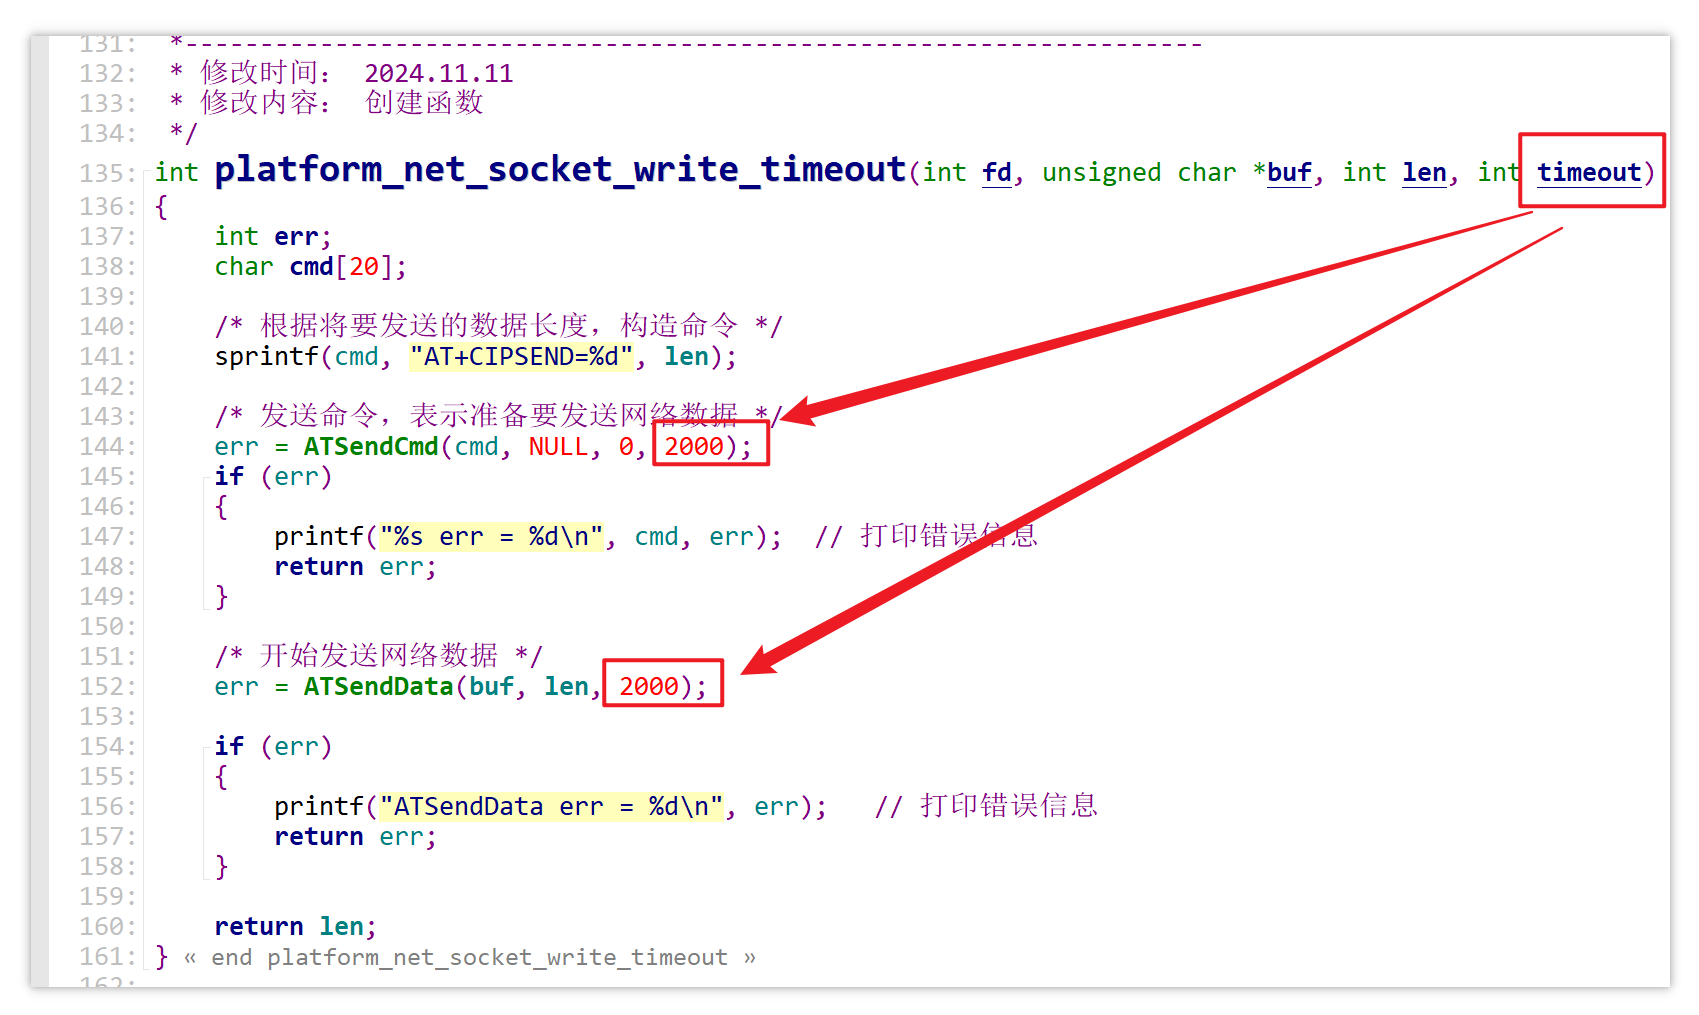 131: *--------------------------------------------------------------------
132: * 修改时间： 2024.11.11
133: * 修改内容： 创建函数
134: */
135: int platform_net_socket_write_timeout(int fd, unsigned char *buf, int len, int timeout)
136: {
137: int err;
138: char cmd[20];
139:
140: /* 根据将要发送的数据长度，构造命令 */
141: sprintf(cmd, "AT+CIPSEND=%d", len);
142:
143: /* 发送命令，表示准备要发送网络数据 */
144: err = ATSendCmd(cmd, NULL, 0, 2000);
145: if (err)
146: {
147: printf("%s err = %d\n", cmd, err); // 打印错误信息
148: return err;
149: }
150:
151: /* 开始发送网络数据 */
152: err = ATSendData(buf, len, 2000);
153:
154: if (err)
155: {
156: printf("ATSendData err = %d\n", err); // 打印错误信息
157: return err;
158: }
159:
160: return len;
161: } « end platform_net_socket_write_timeout »
162: